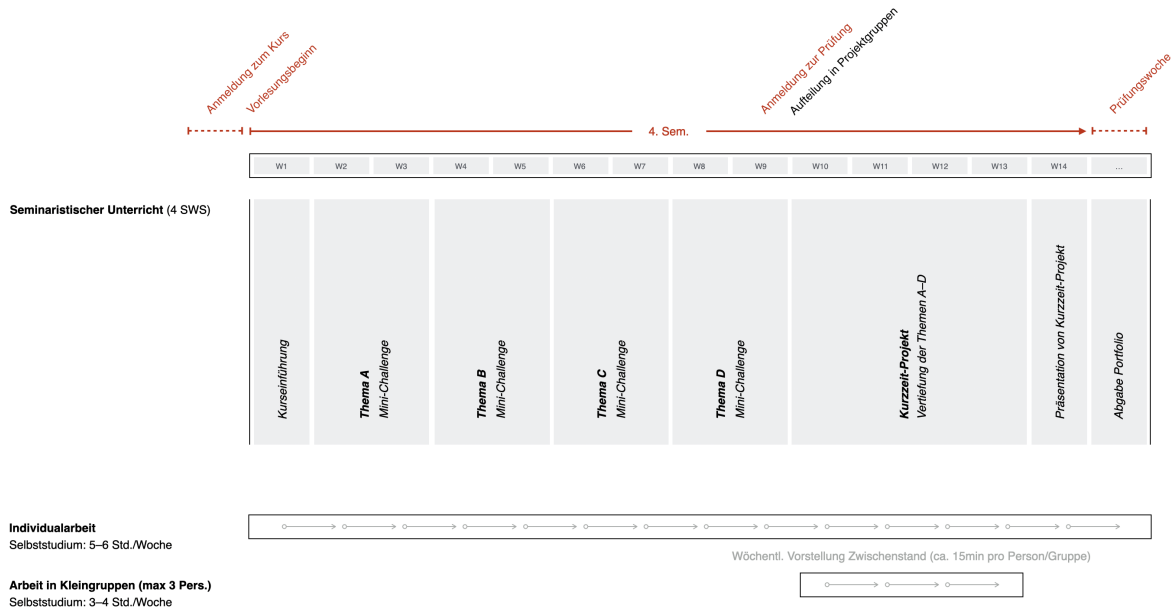 Anmeldung zum Kurs
Vorlesungsbeginn
Anmeldung zur Prüfung
Aufteilung in Projektgruppen
Prüfungswoche
4. Sem.
W1 W2 W3 W4 W5 W6 W7 W8 W9 W10 W11 W12 W13 W14 ...
Seminaristischer Unterricht (4 SWS)
Kurseinführung
Thema A
Mini-Challenge
Thema B
Mini-Challenge
Thema C
Mini-Challenge
Thema D
Mini-Challenge
Kurzzeit-Projekt
Vertiefung der Themen A–D
Präsentation von Kurzzeit-Projekt
Abgabe Portfolio
Individualarbeit
Selbststudium: 5–6 Std./Woche
Wöchentl. Vorstellung Zwischenstand (ca. 15min pro Person/Gruppe)
Arbeit in Kleingruppen (max 3 Pers.)
Selbststudium: 3–4 Std./Woche